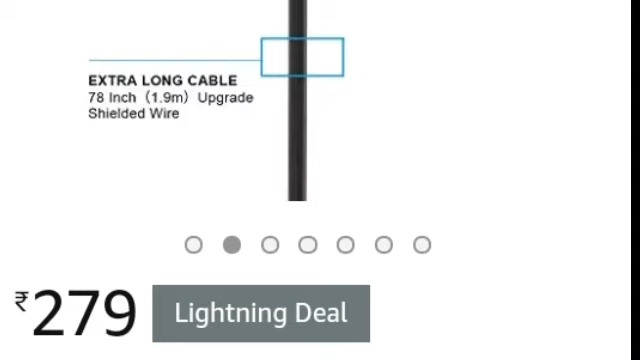 EXTRA LONG CABLE
78 Inch（1.9m）Upgrade
Shielded Wire
₹279 Lightning Deal